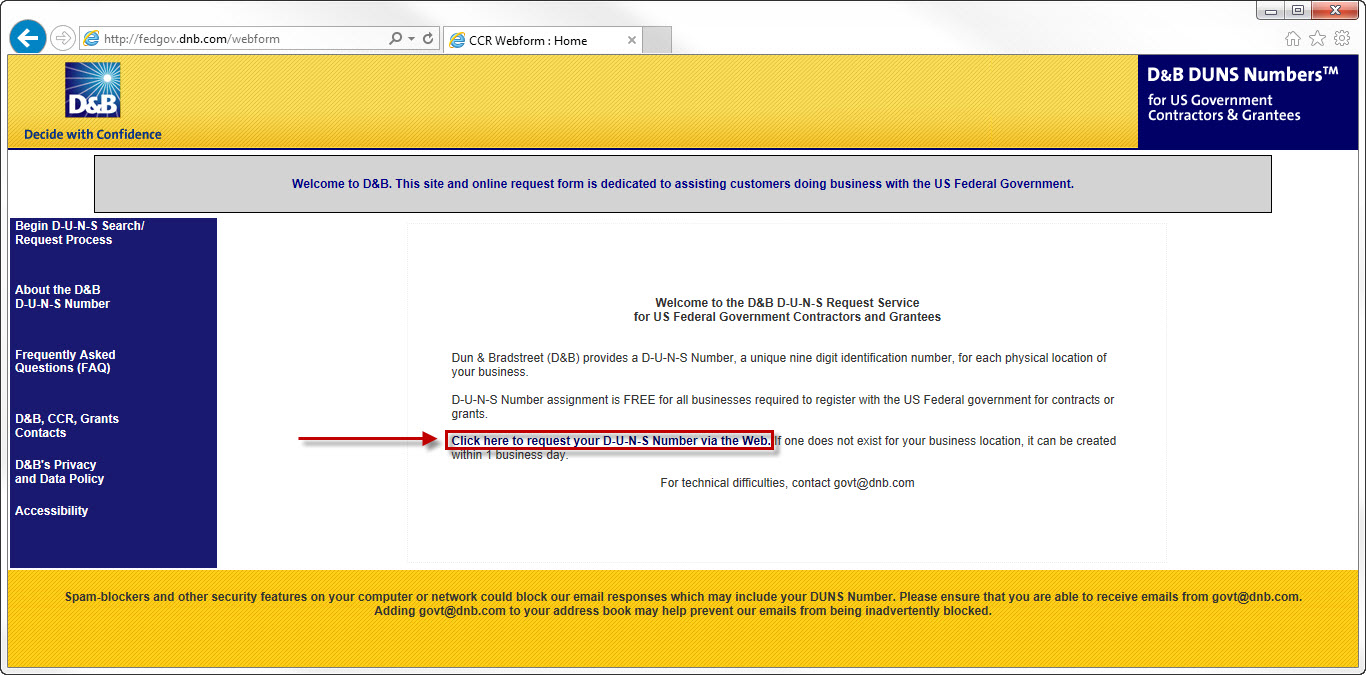 http://fedgov.dnb.com/webform
CCR Webform : Home
D&B
Decide with Confidence
D&B DUNS Numbers™
for US Government
Contractors & Grantees
Welcome to D&B. This site and online request form is dedicated to assisting customers doing business with the US Federal Government.
Begin D-U-N-S Search/
Request Process
About the D&B
D-U-N-S Number
Frequently Asked
Questions (FAQ)
D&B, CCR, Grants
Contacts
D&B's Privacy
and Data Policy
Accessibility
Welcome to the D&B D-U-N-S Request Service
for US Federal Government Contractors and Grantees
Dun & Bradstreet (D&B) provides a D-U-N-S Number, a unique nine digit identification number, for each physical location of
your business.
D-U-N-S Number assignment is FREE for all businesses required to register with the US Federal government for contracts or
grants.
Click here to request your D-U-N-S Number via the Web. If one does not exist for your business location, it can be created
within 1 business day.
For technical difficulties, contact govt@dnb.com
Spam-blockers and other security features on your computer or network could block our email responses which may include your DUNS Number. Please ensure that you are able to receive emails from govt@dnb.com.
Adding govt@dnb.com to your address book may help prevent our emails from being inadvertently blocked.